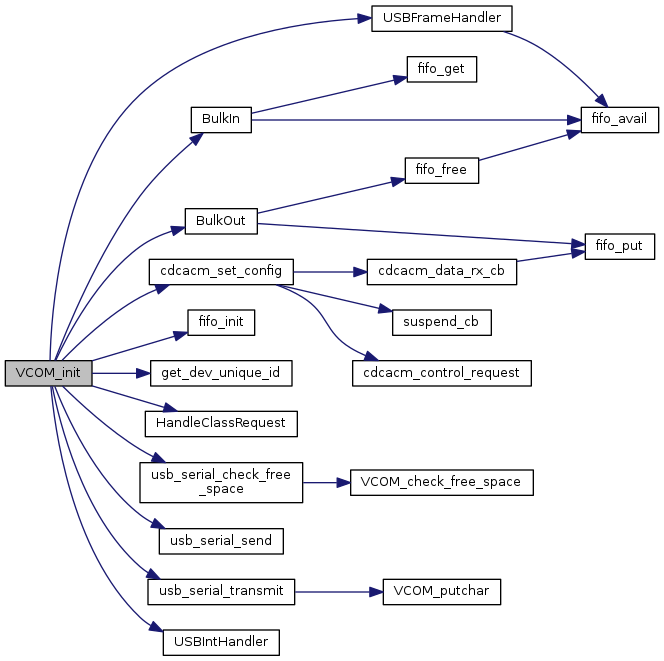 USBFrameHandler
fifo_get
BulkIn
fifo_avail
fifo_free
BulkOut
fifo_put
cdcacm_set_config
cdcacm_data_rx_cb
fifo_init
suspend_cb
VCOM_init
get_dev_unique_id
cdcacm_control_request
HandleClassRequest
usb_serial_check_free
_space
VCOM_check_free_space
usb_serial_send
usb_serial_transmit
VCOM_putchar
USBIntHandler